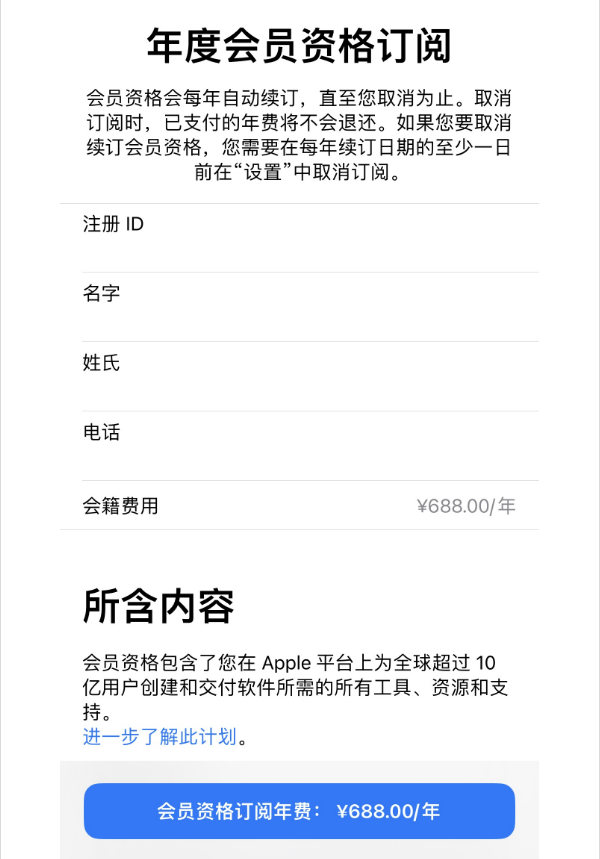 年度会员资格订阅
会员资格会每年自动续订，直至您取消为止。取消
订阅时，已支付的年费将不会退还。如果您要取消
续订会员资格，您需要在每年续订日期的至少一日
前在“设置”中取消订阅。
注册 ID
名字
姓氏
电话
会籍费用 ¥688.00/年
所含内容
会员资格包含了您在 Apple 平台上为全球超过 10
亿用户创建和交付软件所需的所有工具、资源和支
持。
进一步了解此计划。
会员资格订阅年费： ¥688.00/年